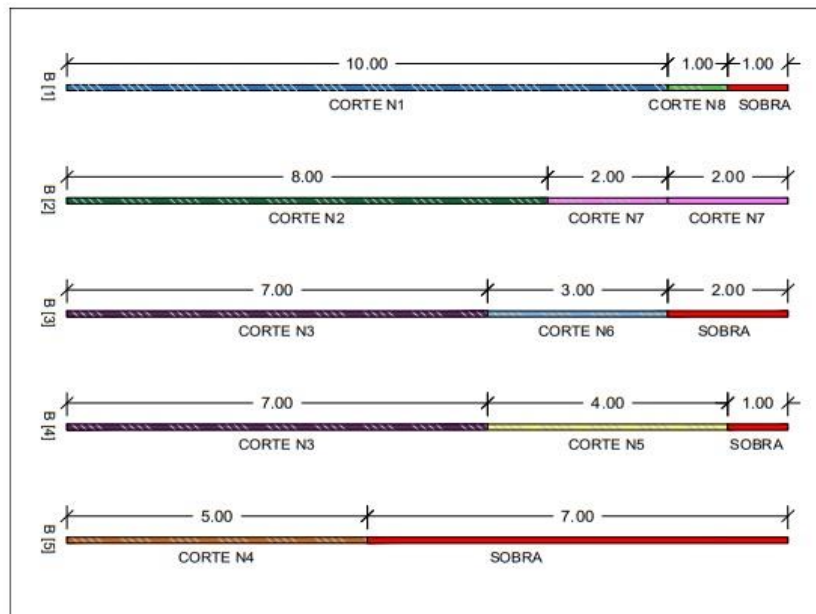 10.00 1.00 1.00
B [1]
CORTE N1 CORTE N8 SOBRA
8.00 2.00 2.00
B [2]
CORTE N2 CORTE N7 CORTE N7
7.00 3.00 2.00
B [3]
CORTE N3 CORTE N6 SOBRA
7.00 4.00 1.00
B [4]
CORTE N3 CORTE N5 SOBRA
5.00 7.00
B [5]
CORTE N4 SOBRA